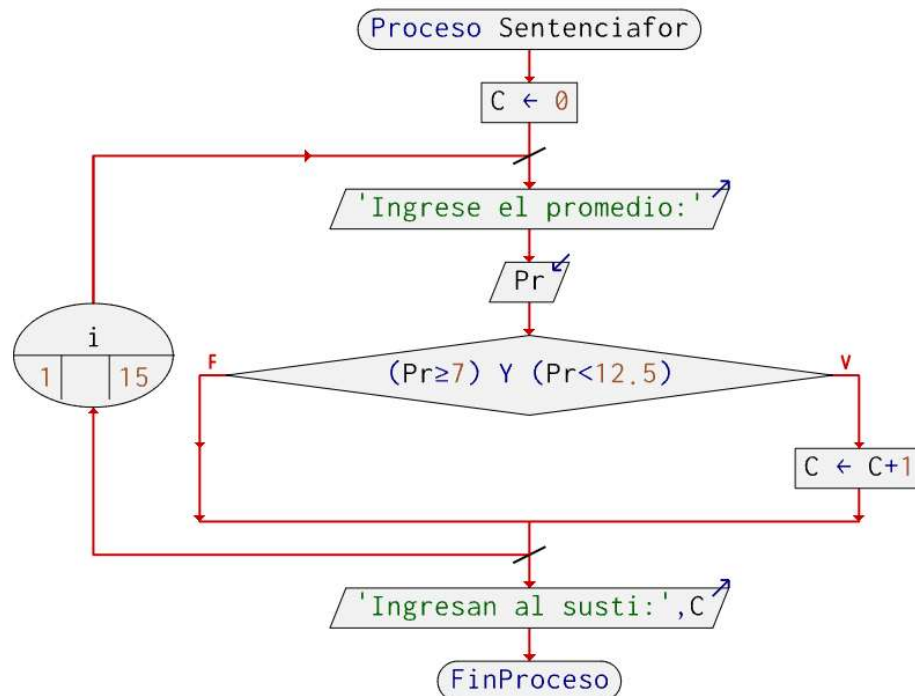 Proceso Sentenciafor
C ← 0
'Ingrese el promedio:'
Pr
i
1 15
F
(Pr≥7) Y (Pr<12.5)
V
C ← C+1
'Ingresan al susti:',C
FinProceso